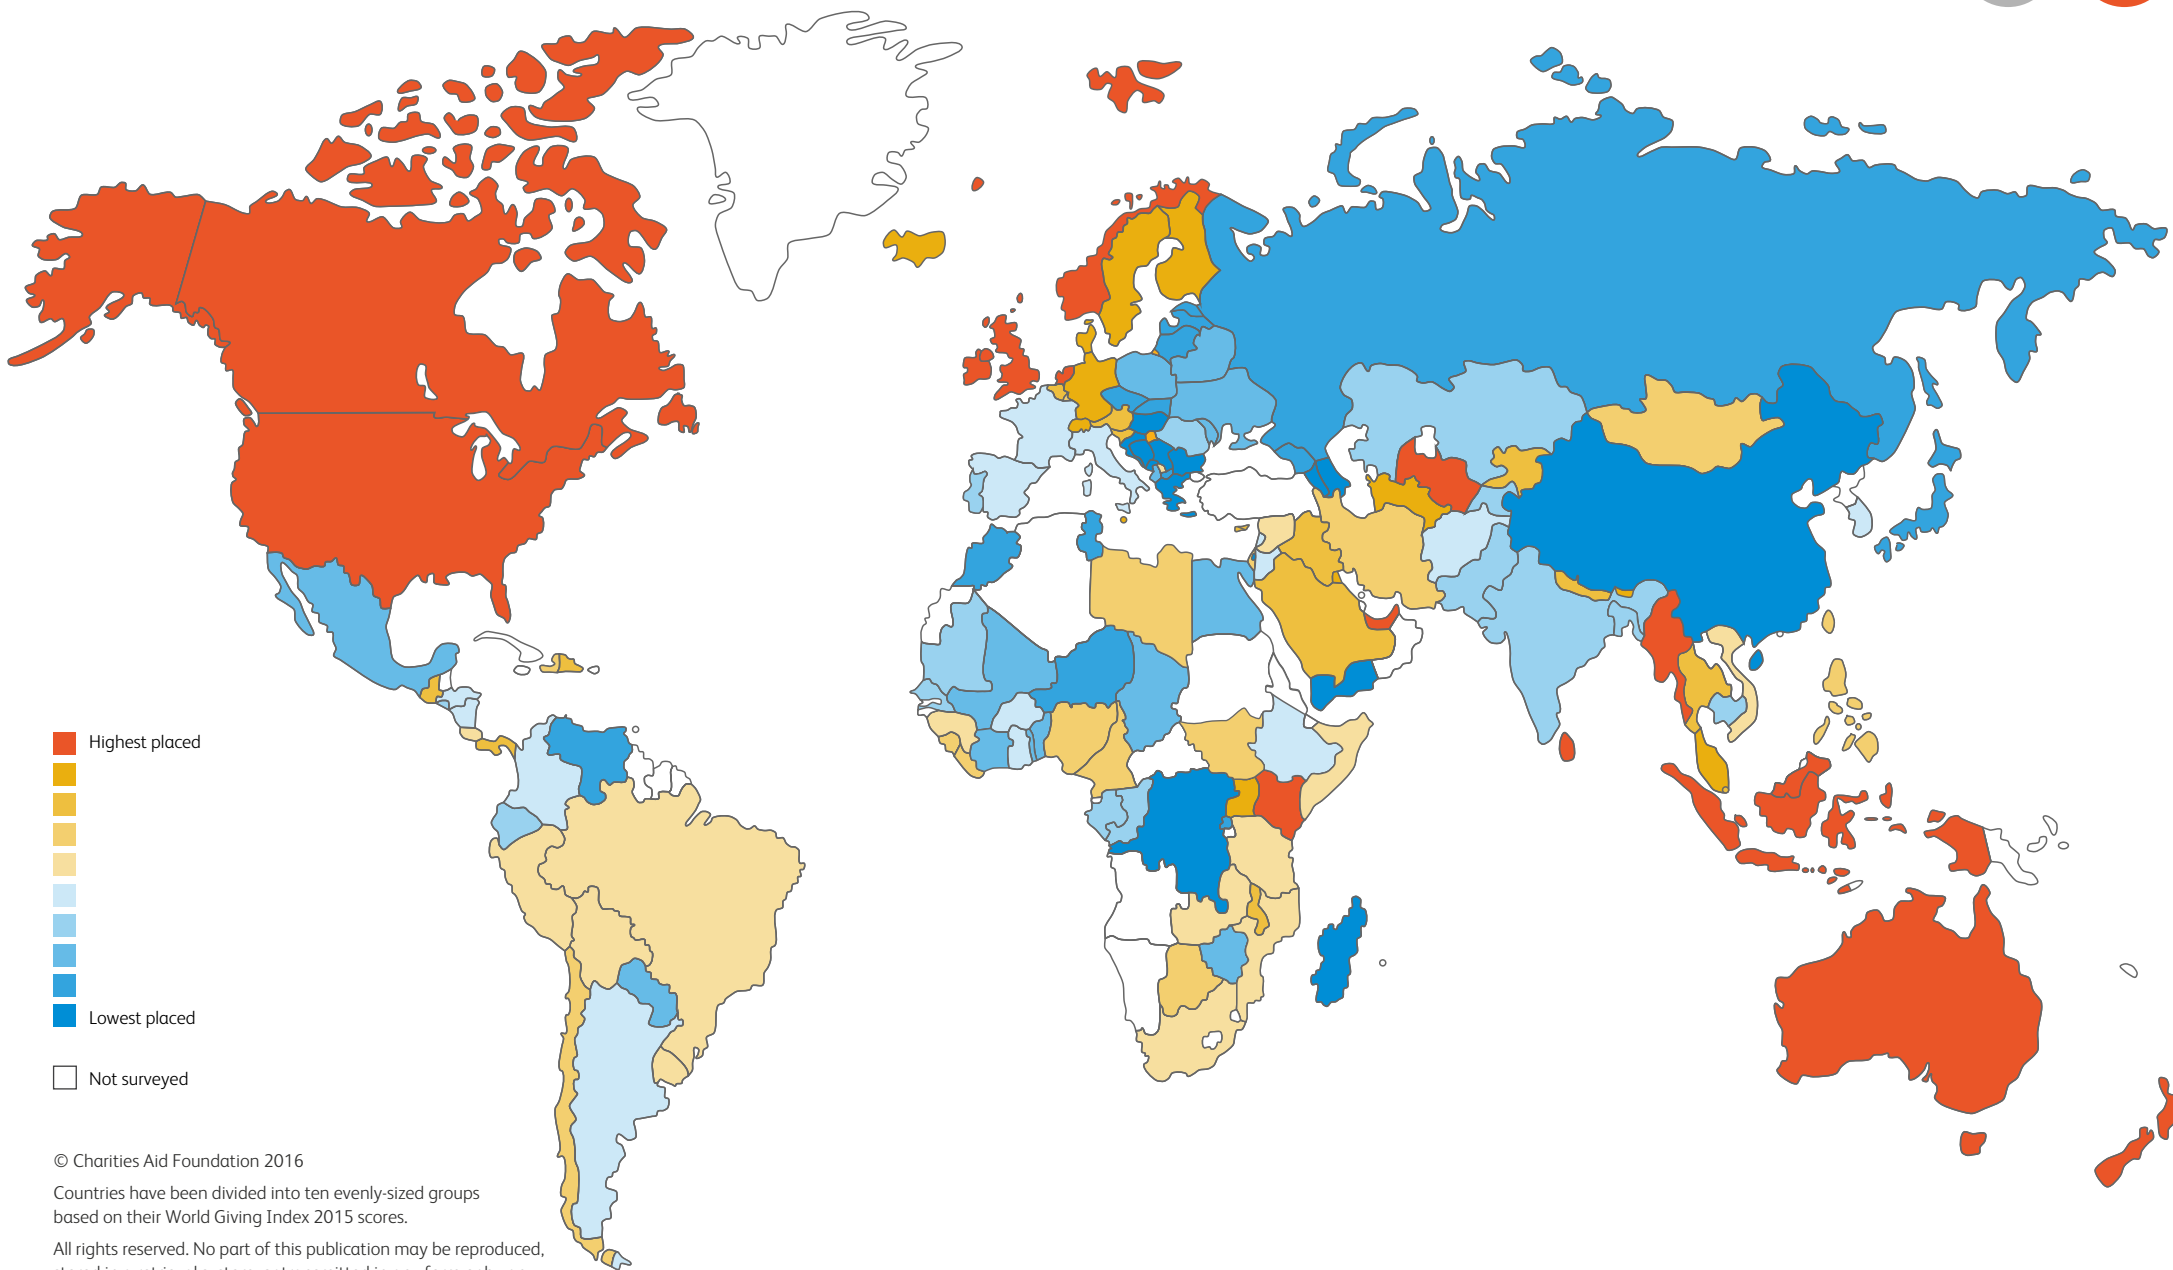 Highest placed
Lowest placed
Not surveyed
© Charities Aid Foundation 2016
Countries have been divided into ten evenly-sized groups
based on their World Giving Index 2015 scores.
All rights reserved. No part of this publication may be reproduced,